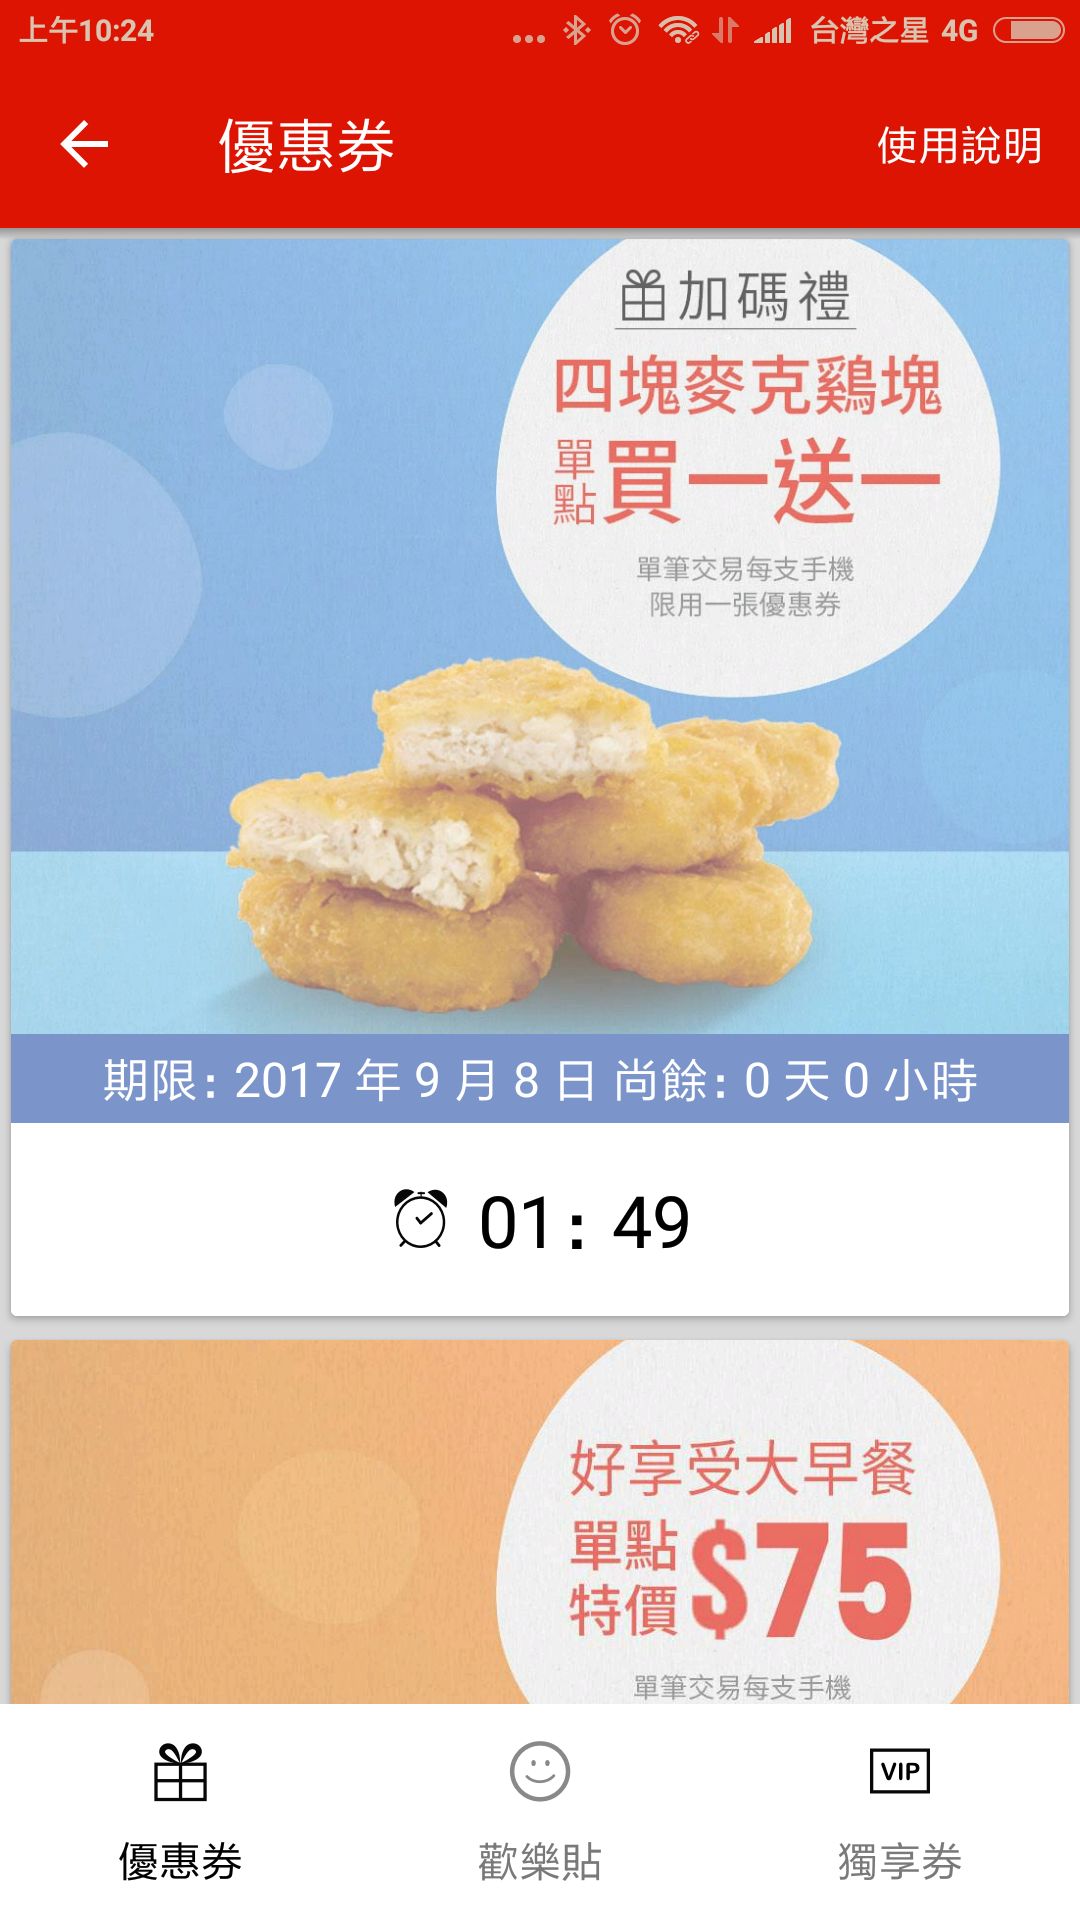 上午10:24
... 台灣之星 4G
優惠券
使用說明
加碼禮
四塊麥克鷄塊
單點 買一送一
單筆交易每支手機
限用一張優惠券
期限: 2017 年 9 月 8 日 尚餘: 0 天 0 小時
01: 49
好享受大早餐
單點特價 $75
單筆交易每支手機
VIP
優惠券
歡樂貼
獨享券